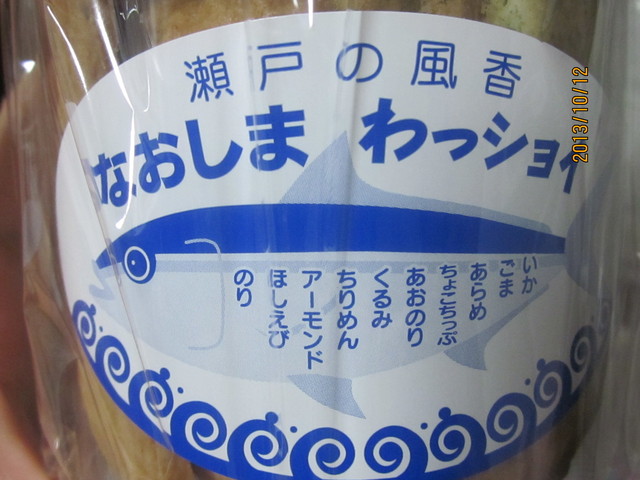 瀬戸の風香
なおしま わっショイ
いか
ごま
あらめ
ちょこちっぷ
あおのり
くるみ
ちりめん
アーモンド
ほしえび
のり
2013/10/12